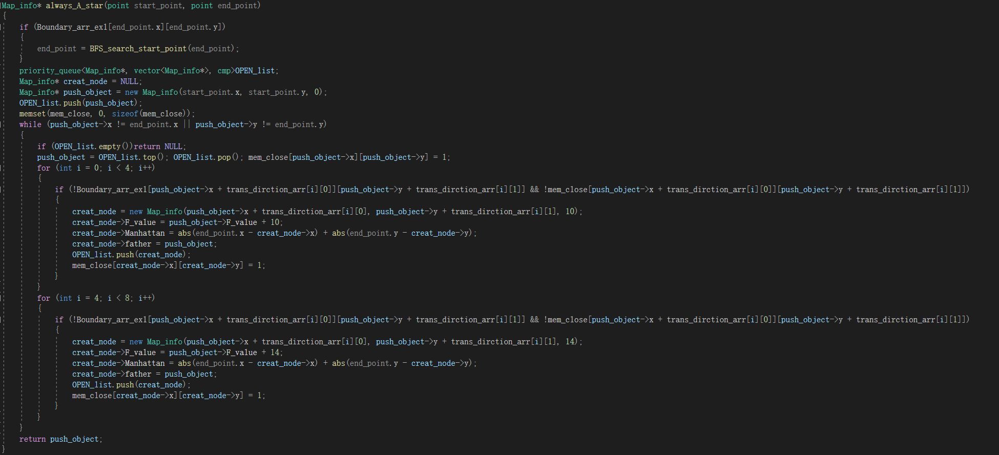 Map_info* always_A_star(point start_point, point end_point)
{
if (Boundary_arr_ex1[end_point.x][end_point.y])
{
end_point = BFS_search_start_point(end_point);
}
priority_queue<Map_info*, vector<Map_info*>, cmp>OPEN_list;
Map_info* creat_node = NULL;
Map_info* push_object = new Map_info(start_point.x, start_point.y, 0);
OPEN_list.push(push_object);
memset(mem_close, 0, sizeof(mem_close));
while (push_object->x != end_point.x || push_object->y != end_point.y)
{
if (OPEN_list.empty())return NULL;
push_object = OPEN_list.top(); OPEN_list.pop(); mem_close[push_object->x][push_object->y] = 1;
for (int i = 0; i < 4; i++)
{
if (!Boundary_arr_ex1[push_object->x + trans_dirction_arr[i][0]][push_object->y + trans_dirction_arr[i][1]] && !mem_close[push_object->x + trans_dirction_arr[i][0]][push_object->y + trans_dirction_arr[i][1]])
{
creat_node = new Map_info(push_object->x + trans_dirction_arr[i][0], push_object->y + trans_dirction_arr[i][1], 10);
creat_node->F_value = push_object->F_value + 10;
creat_node->Manhattan = abs(end_point.x - creat_node->x) + abs(end_point.y - creat_node->y);
creat_node->father = push_object;
OPEN_list.push(creat_node);
mem_close[creat_node->x][creat_node->y] = 1;
}
}
for (int i = 4; i < 8; i++)
{
if (!Boundary_arr_ex1[push_object->x + trans_dirction_arr[i][0]][push_object->y + trans_dirction_arr[i][1]] && !mem_close[push_object->x + trans_dirction_arr[i][0]][push_object->y + trans_dirction_arr[i][1]])
{
creat_node = new Map_info(push_object->x + trans_dirction_arr[i][0], push_object->y + trans_dirction_arr[i][1], 14);
creat_node->F_value = push_object->F_value + 14;
creat_node->Manhattan = abs(end_point.x - creat_node->x) + abs(end_point.y - creat_node->y);
creat_node->father = push_object;
OPEN_list.push(creat_node);
mem_close[creat_node->x][creat_node->y] = 1;
}
}
}
return push_object;
}